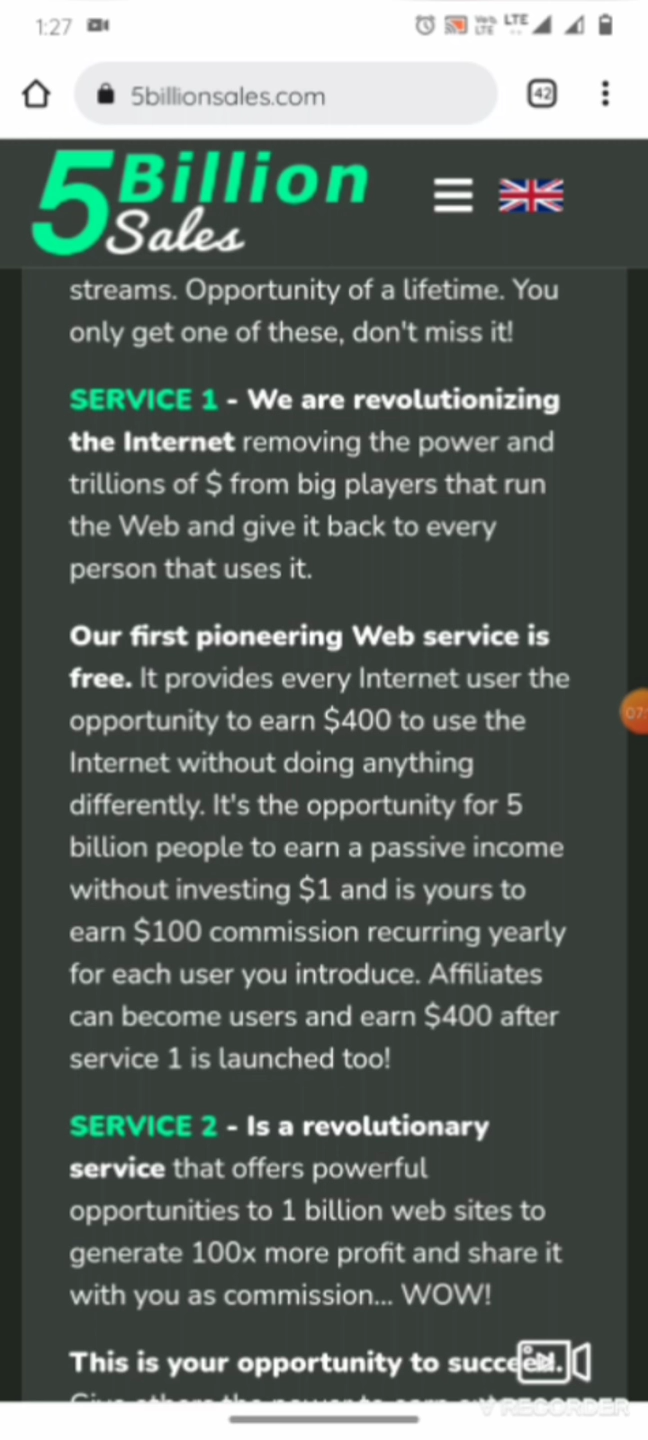 1:27
LTE
5billionsales.com
42
5 Billion
Sales
streams. Opportunity of a lifetime. You
only get one of these, don't miss it!
SERVICE 1 - We are revolutionizing
the Internet removing the power and
trillions of $ from big players that run
the Web and give it back to every
person that uses it.
Our first pioneering Web service is
free. It provides every Internet user the
opportunity to earn $400 to use the
Internet without doing anything
differently. It's the opportunity for 5
billion people to earn a passive income
without investing $1 and is yours to
earn $100 commission recurring yearly
for each user you introduce. Affiliates
can become users and earn $400 after
service 1 is launched too!
SERVICE 2 - Is a revolutionary
service that offers powerful
opportunities to 1 billion web sites to
generate 100x more profit and share it
with you as commission... WOW!
This is your opportunity to succeed.
V RECORDER